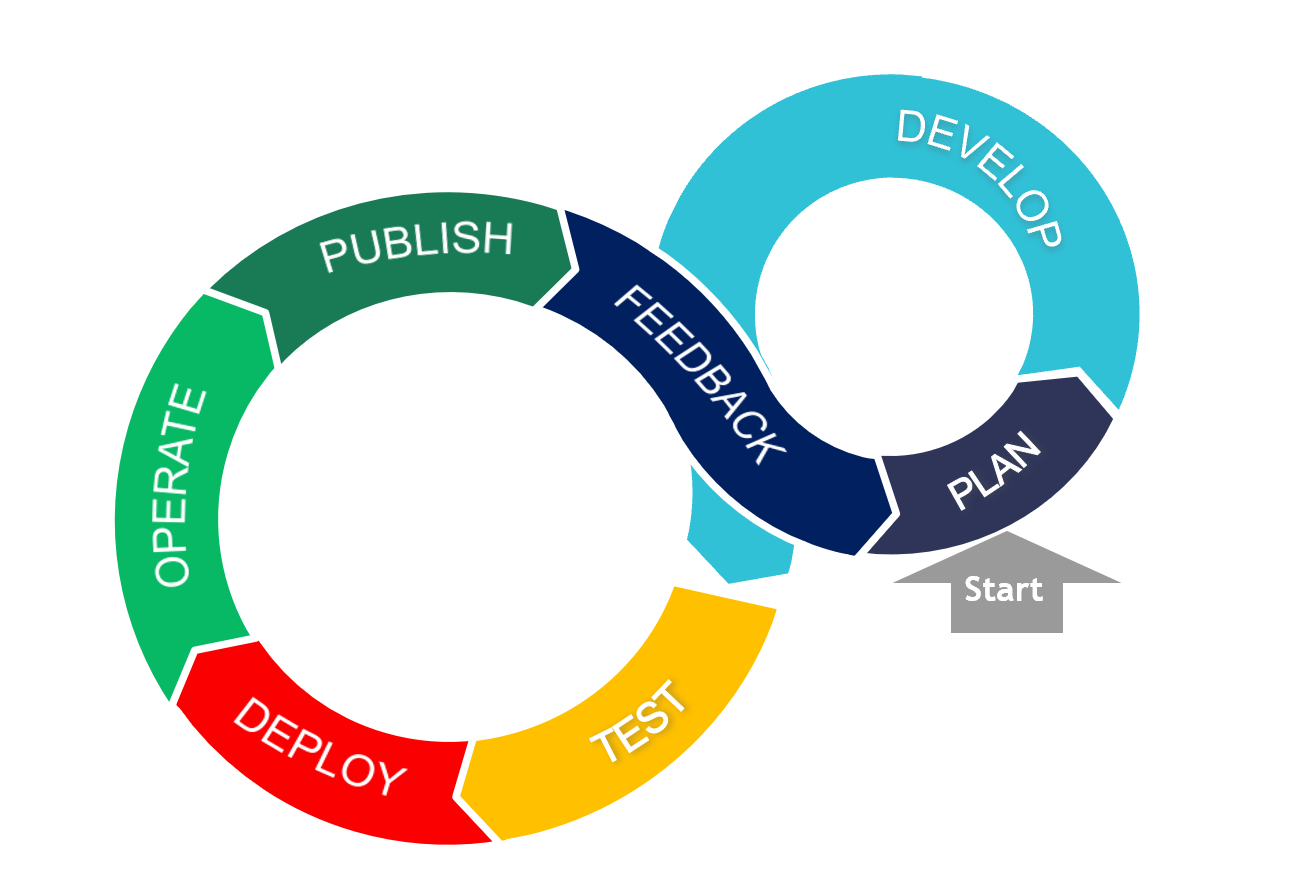 DEVELOP
PUBLISH
FEEDBACK
OPERATE
PLAN
Start
TEST
DEPLOY